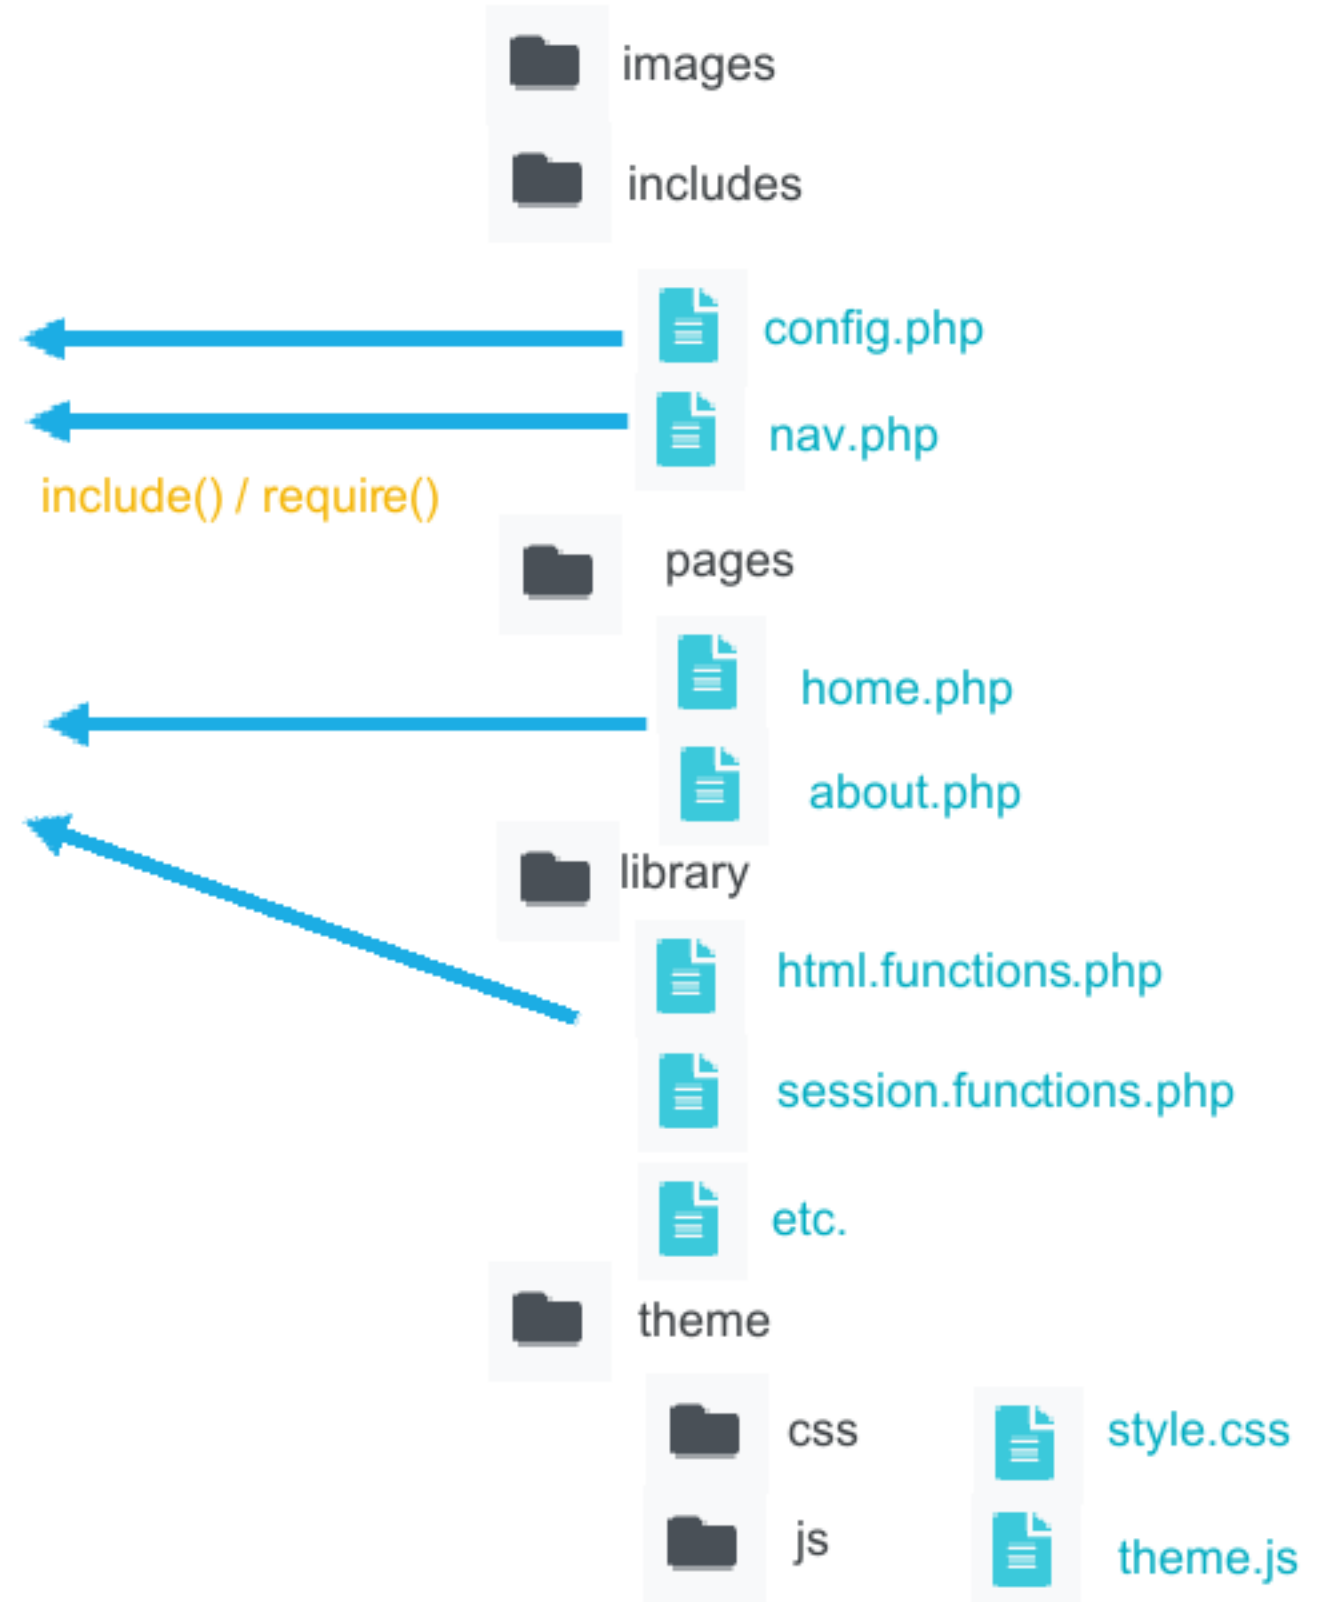 images
includes
config.php
nav.php
include() / require()
pages
home.php
about.php
library
html.functions.php
session.functions.php
etc.
theme
css style.css
js theme.js